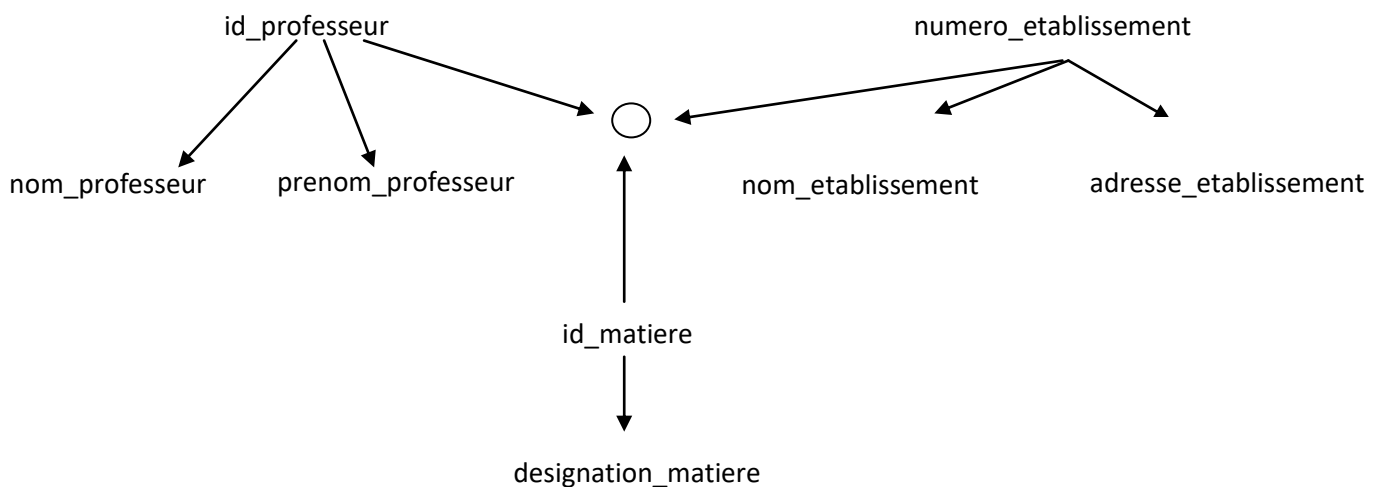 id_professeur
numero_etablissement
nom_professeur
prenom_professeur
nom_etablissement
adresse_etablissement
id_matiere
designation_matiere